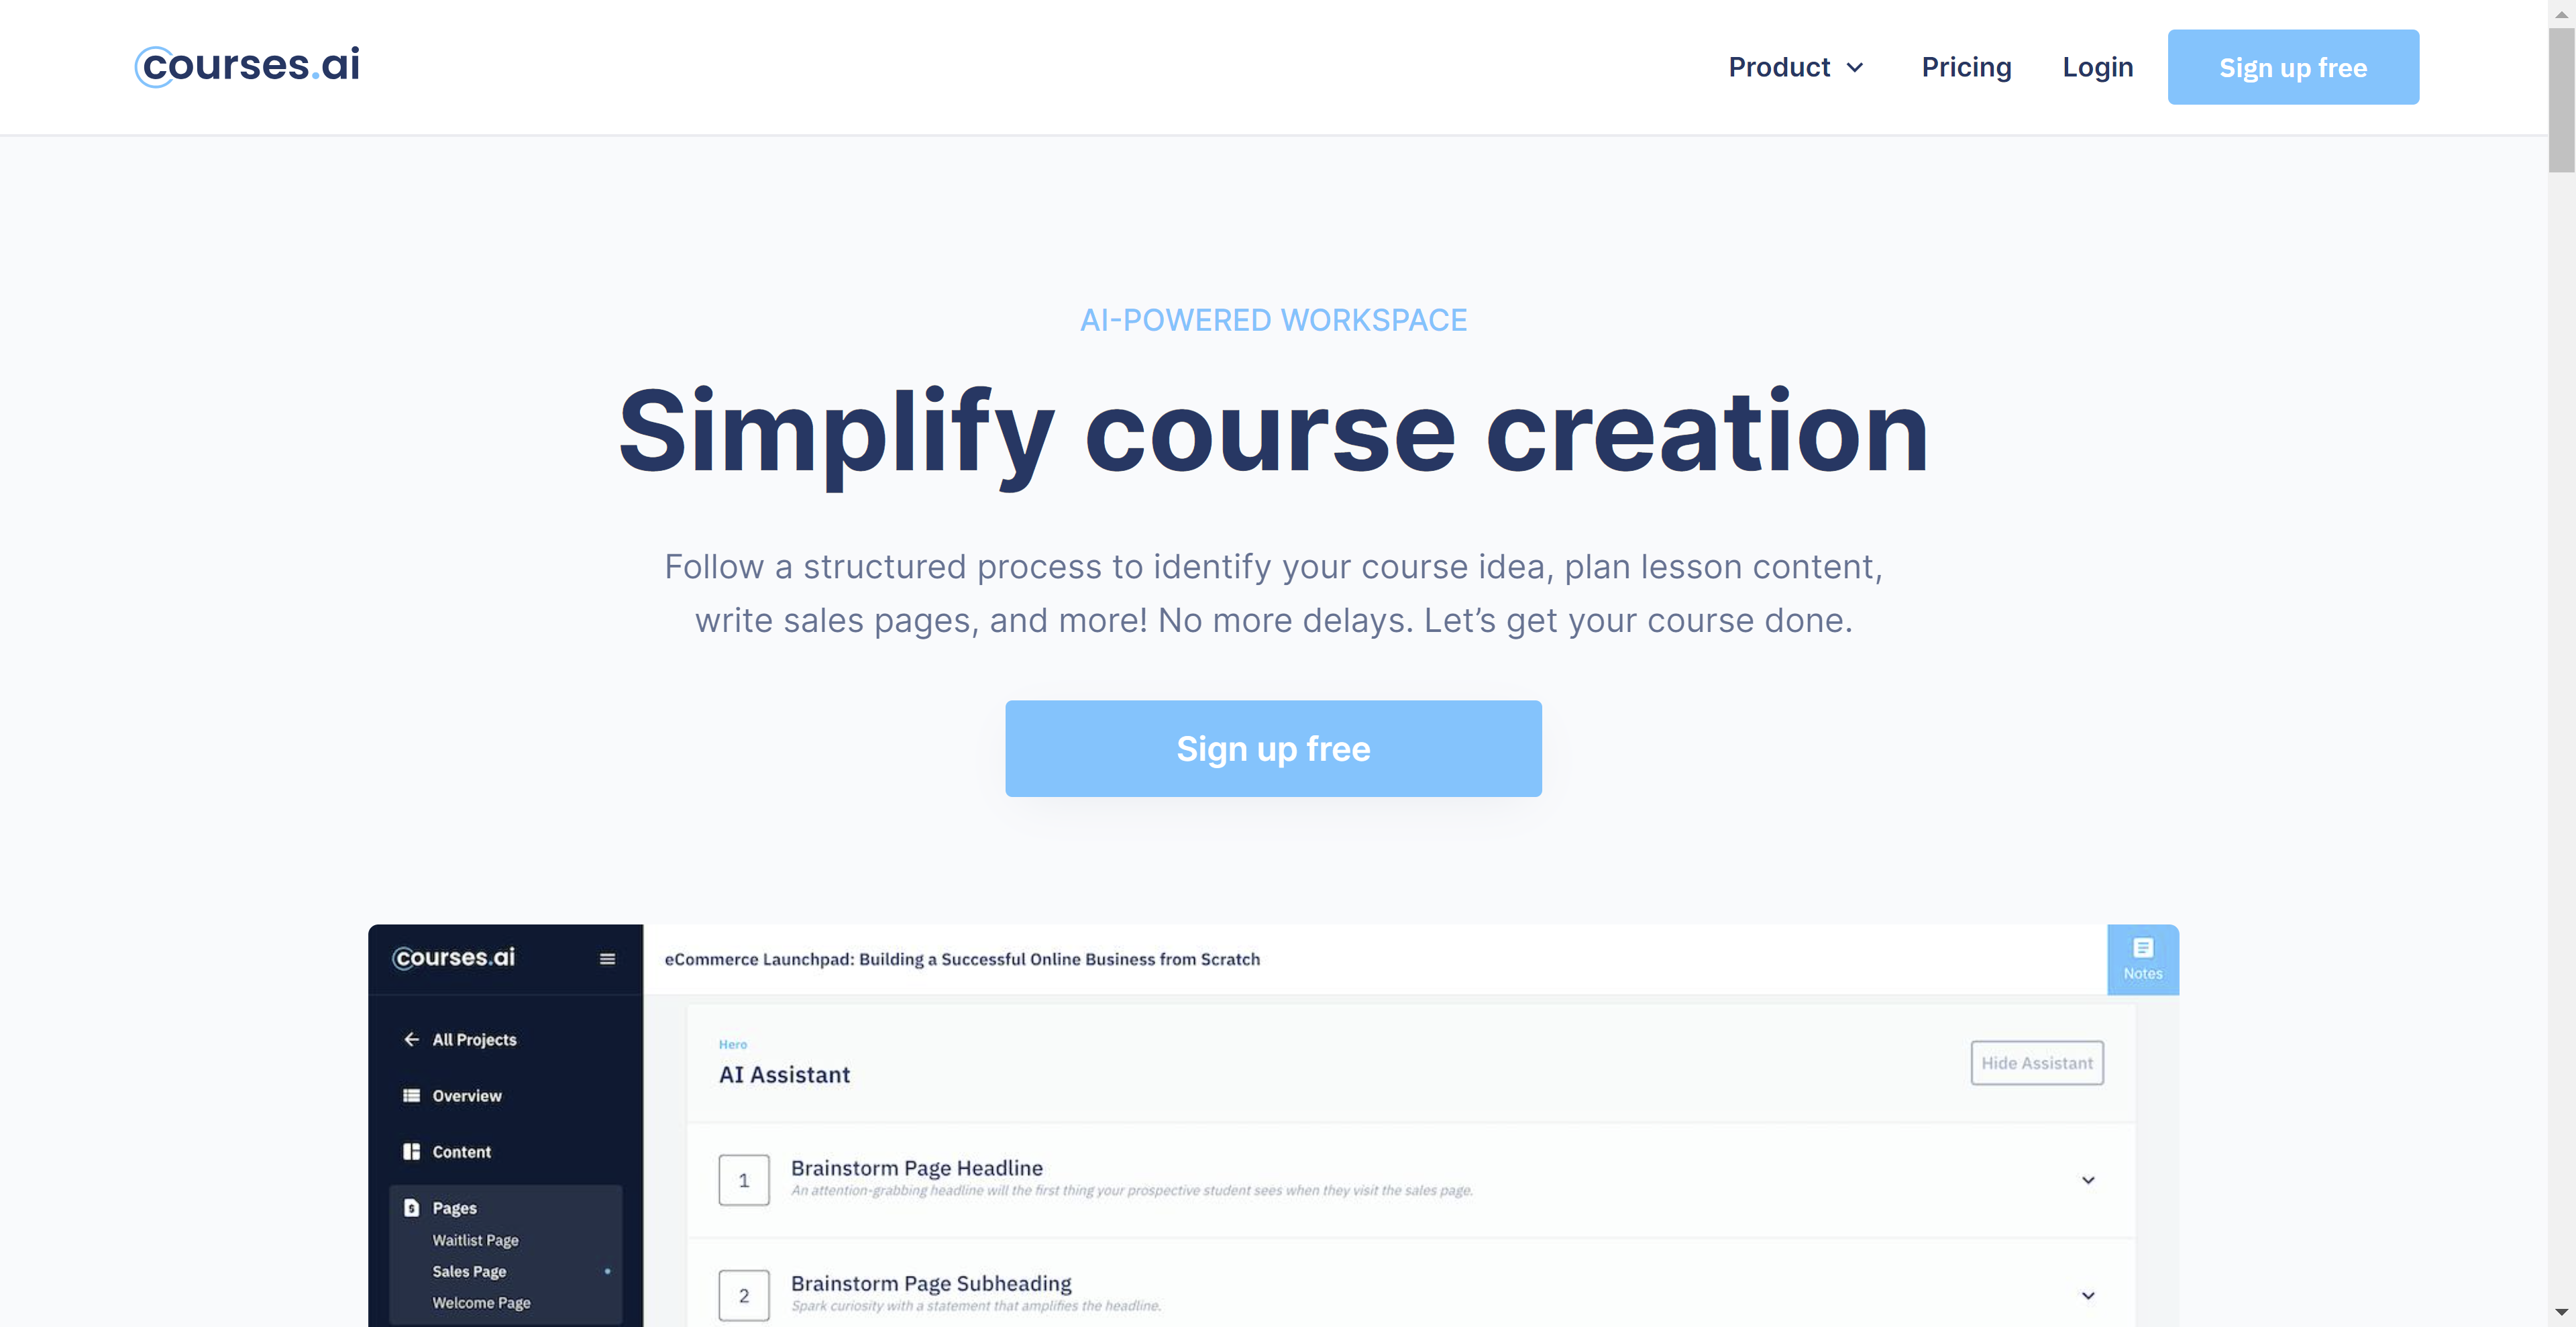 courses.ai
Product
Pricing
Login
Sign up free
AI-POWERED WORKSPACE
Simplify course creation
Follow a structured process to identify your course idea, plan lesson content,
write sales pages, and more! No more delays. Let’s get your course done.
Sign up free
courses.ai
eCommerce Launchpad: Building a Successful Online Business from Scratch
Notes
All Projects
Overview
Content
Pages
Waitlist Page
Sales Page
Welcome Page
Hero
AI Assistant
Hide Assistant
1
Brainstorm Page Headline
An attention-grabbing headline will the first thing your prospective student sees when they visit the sales page.
2
Brainstorm Page Subheading
Spark curiosity with a statement that amplifies the headline.